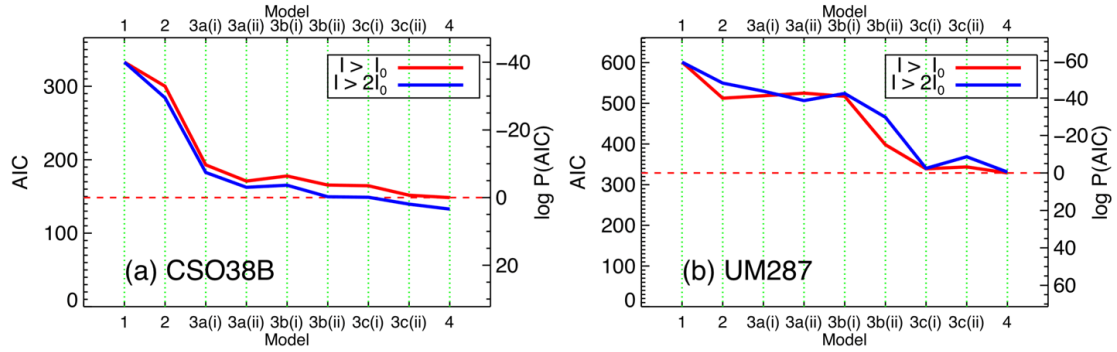 Model
1 2 3a(i) 3a(ii) 3b(i) 3b(ii) 3c(i) 3c(ii) 4
I > I₀
I > 2I₀
AIC
300
200
100
0
log P(AIC)
−40
−20
0
20
(a) CSO38B
1 2 3a(i) 3a(ii) 3b(i) 3b(ii) 3c(i) 3c(ii) 4
Model
Model
1 2 3a(i) 3a(ii) 3b(i) 3b(ii) 3c(i) 3c(ii) 4
I > I₀
I > 2I₀
AIC
600
500
400
300
200
100
0
log P(AIC)
−60
−40
−20
0
20
40
60
(b) UM287
1 2 3a(i) 3a(ii) 3b(i) 3b(ii) 3c(i) 3c(ii) 4
Model